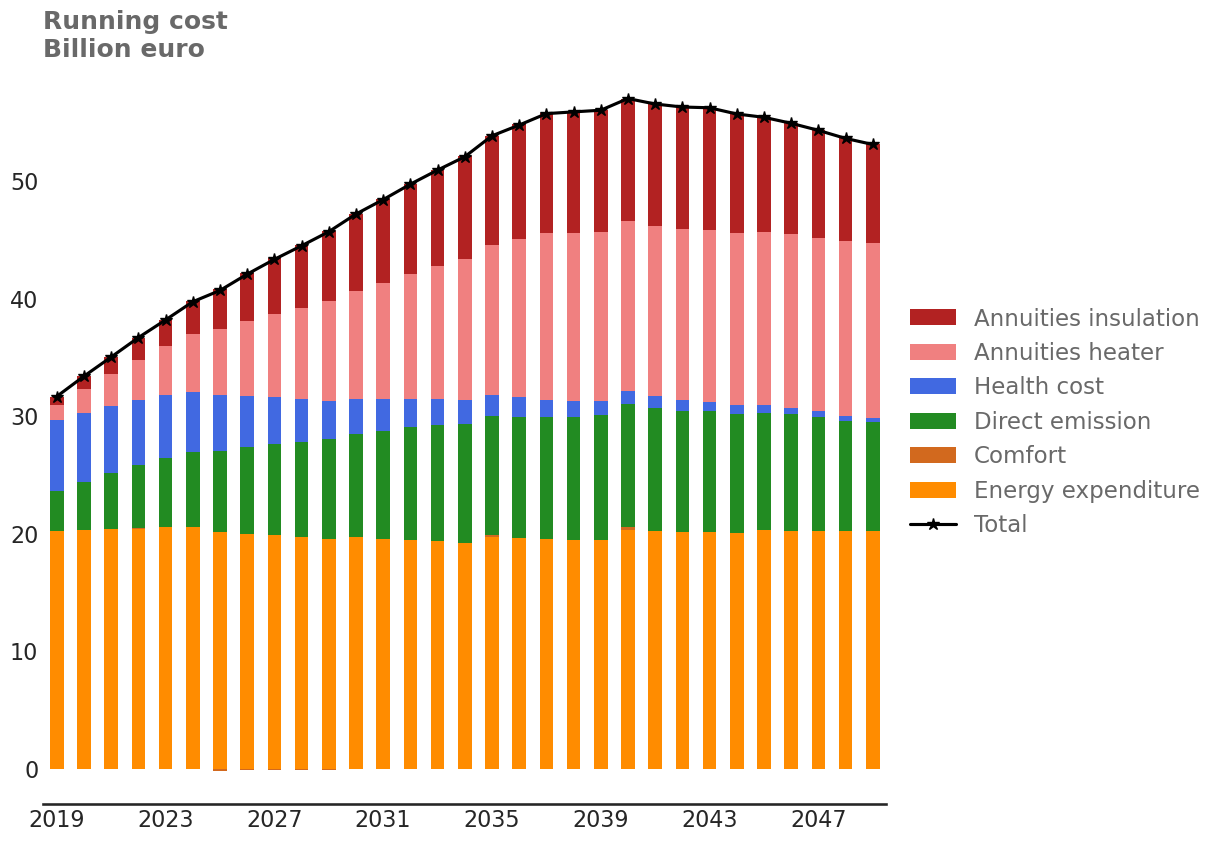 Running cost
Billion euro
50
40
30
20
10
0
2019 2023 2027 2031 2035 2039 2043 2047
Annuities insulation
Annuities heater
Health cost
Direct emission
Comfort
Energy expenditure
Total